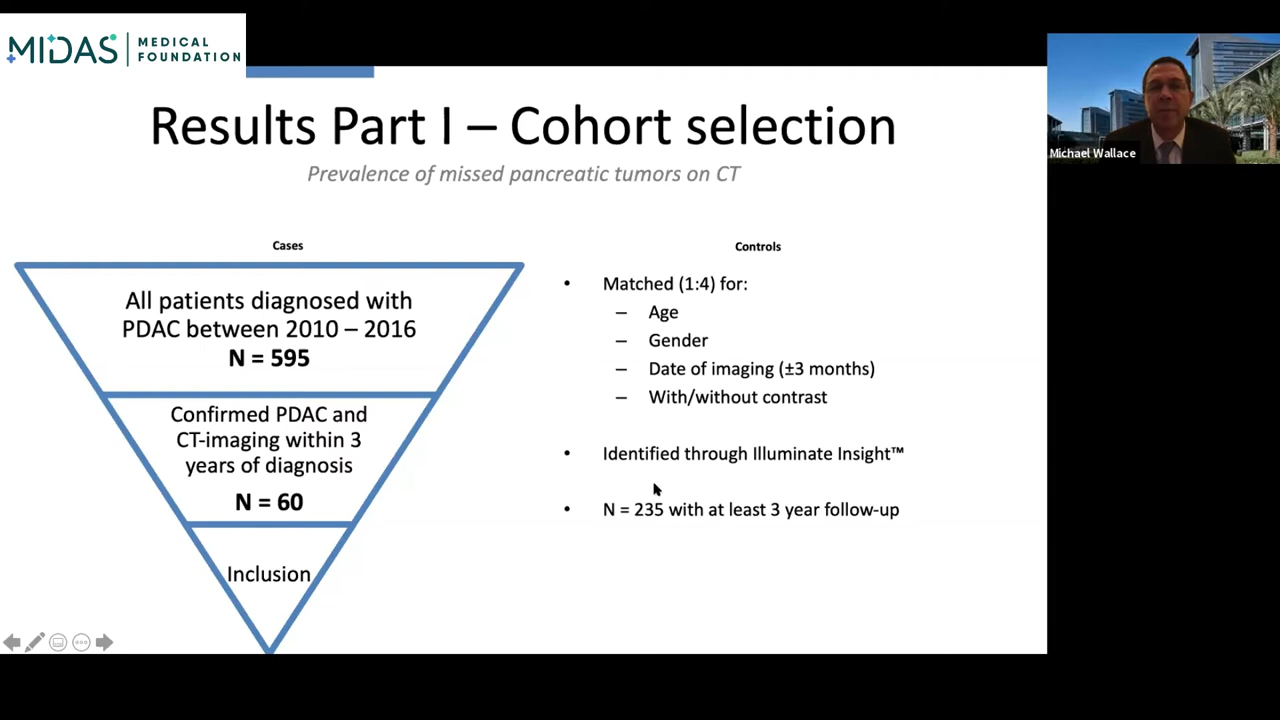 MIDAS
MEDICAL
FOUNDATION
Results Part I – Cohort selection
Prevalence of missed pancreatic tumors on CT
Michael Wallace
Cases
All patients diagnosed with
PDAC between 2010 – 2016
N = 595
Confirmed PDAC and
CT-imaging within 3
years of diagnosis
N = 60
Inclusion
Controls
• Matched (1:4) for:
– Age
– Gender
– Date of imaging (±3 months)
– With/without contrast
• Identified through Illuminate Insight™
• N = 235 with at least 3 year follow-up